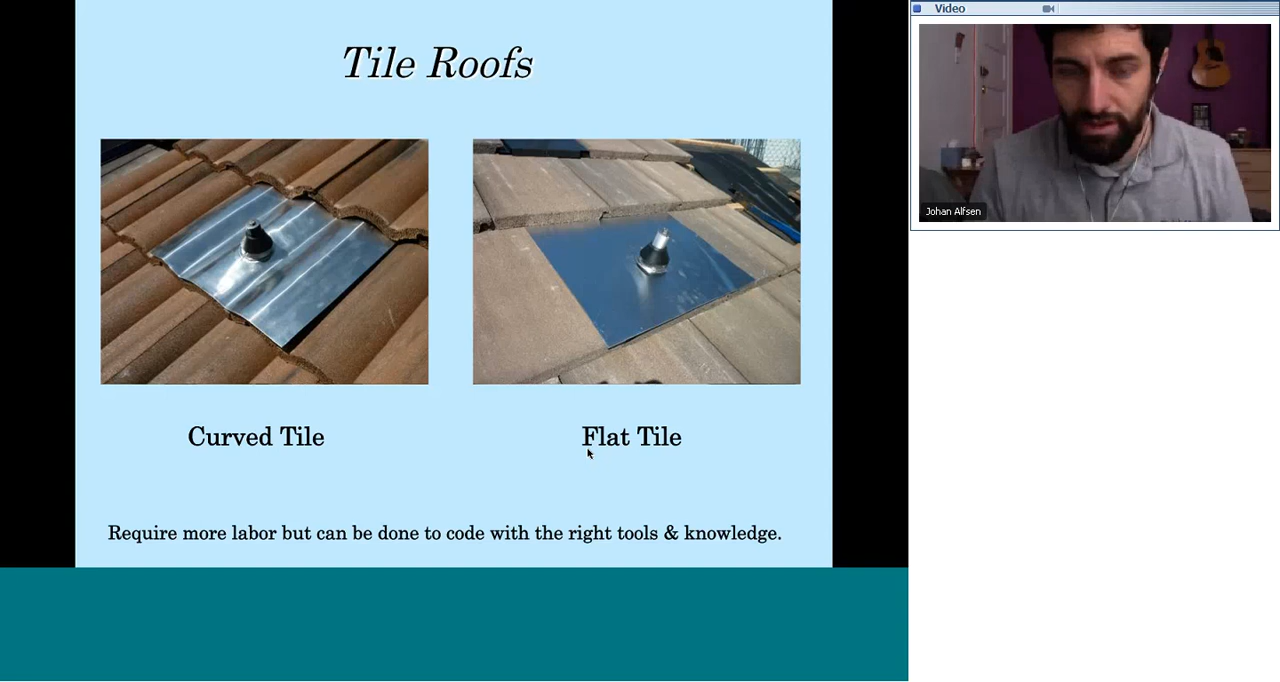 Tile Roofs
Curved Tile
Flat Tile
Require more labor but can be done to code with the right tools & knowledge.
Video
Johan Alfsen